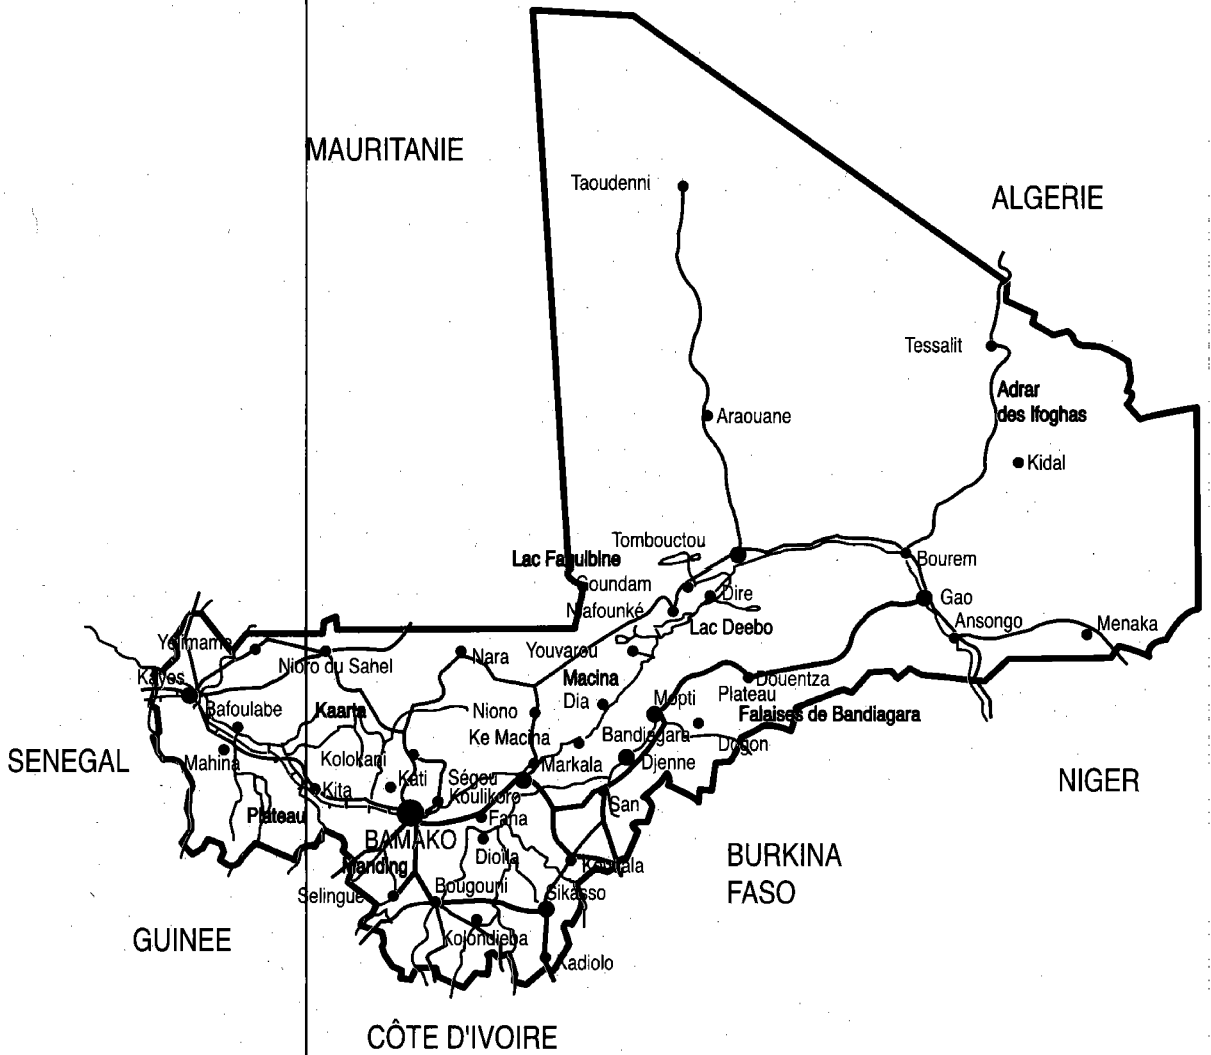 MAURITANIE
Taoudenni
ALGERIE
Tessalit
Adrar
des Ifoghas
Araouane
Kidal
Tombouctou
Lac Faguibine
Goundam
Bourem
Dire
Gao
Niafounké
Lac Deebo
Ansongo
Menaka
Yelimame
Nioro du Sahel
Nara
Youvarou
Kayes
Macina
Douentza
Dia
Plateau
Bafoulabe
Kaarta
Niono
Mopti
Falaises de Bandiagara
Ke Macina
Bandiagara
Dogon
SENEGAL
Mahina
Kolokani
Markala
Djenne
Kati
Ségou
NIGER
Kita
Koulikoro
San
Plateau
Fana
BAMAKO
Dioila
BURKINA
FASO
Manding
Koutiala
Selingue
Bougouni
Sikasso
GUINEE
Kolondieba
Kadiolo
CÔTE D'IVOIRE